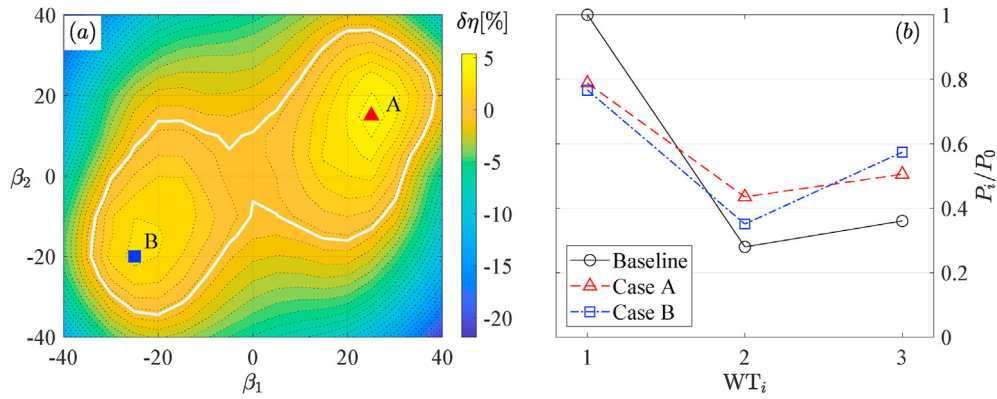 (a)
δη[%]
40
20
0
-20
-40
β₂
-40
-20
0
20
40
β₁
A
B
5
0
-5
-10
-15
-20
(b)
1
0.8
0.6
0.4
0.2
0
Pᵢ/P₀
Baseline
Case A
Case B
1
2
3
WTᵢ